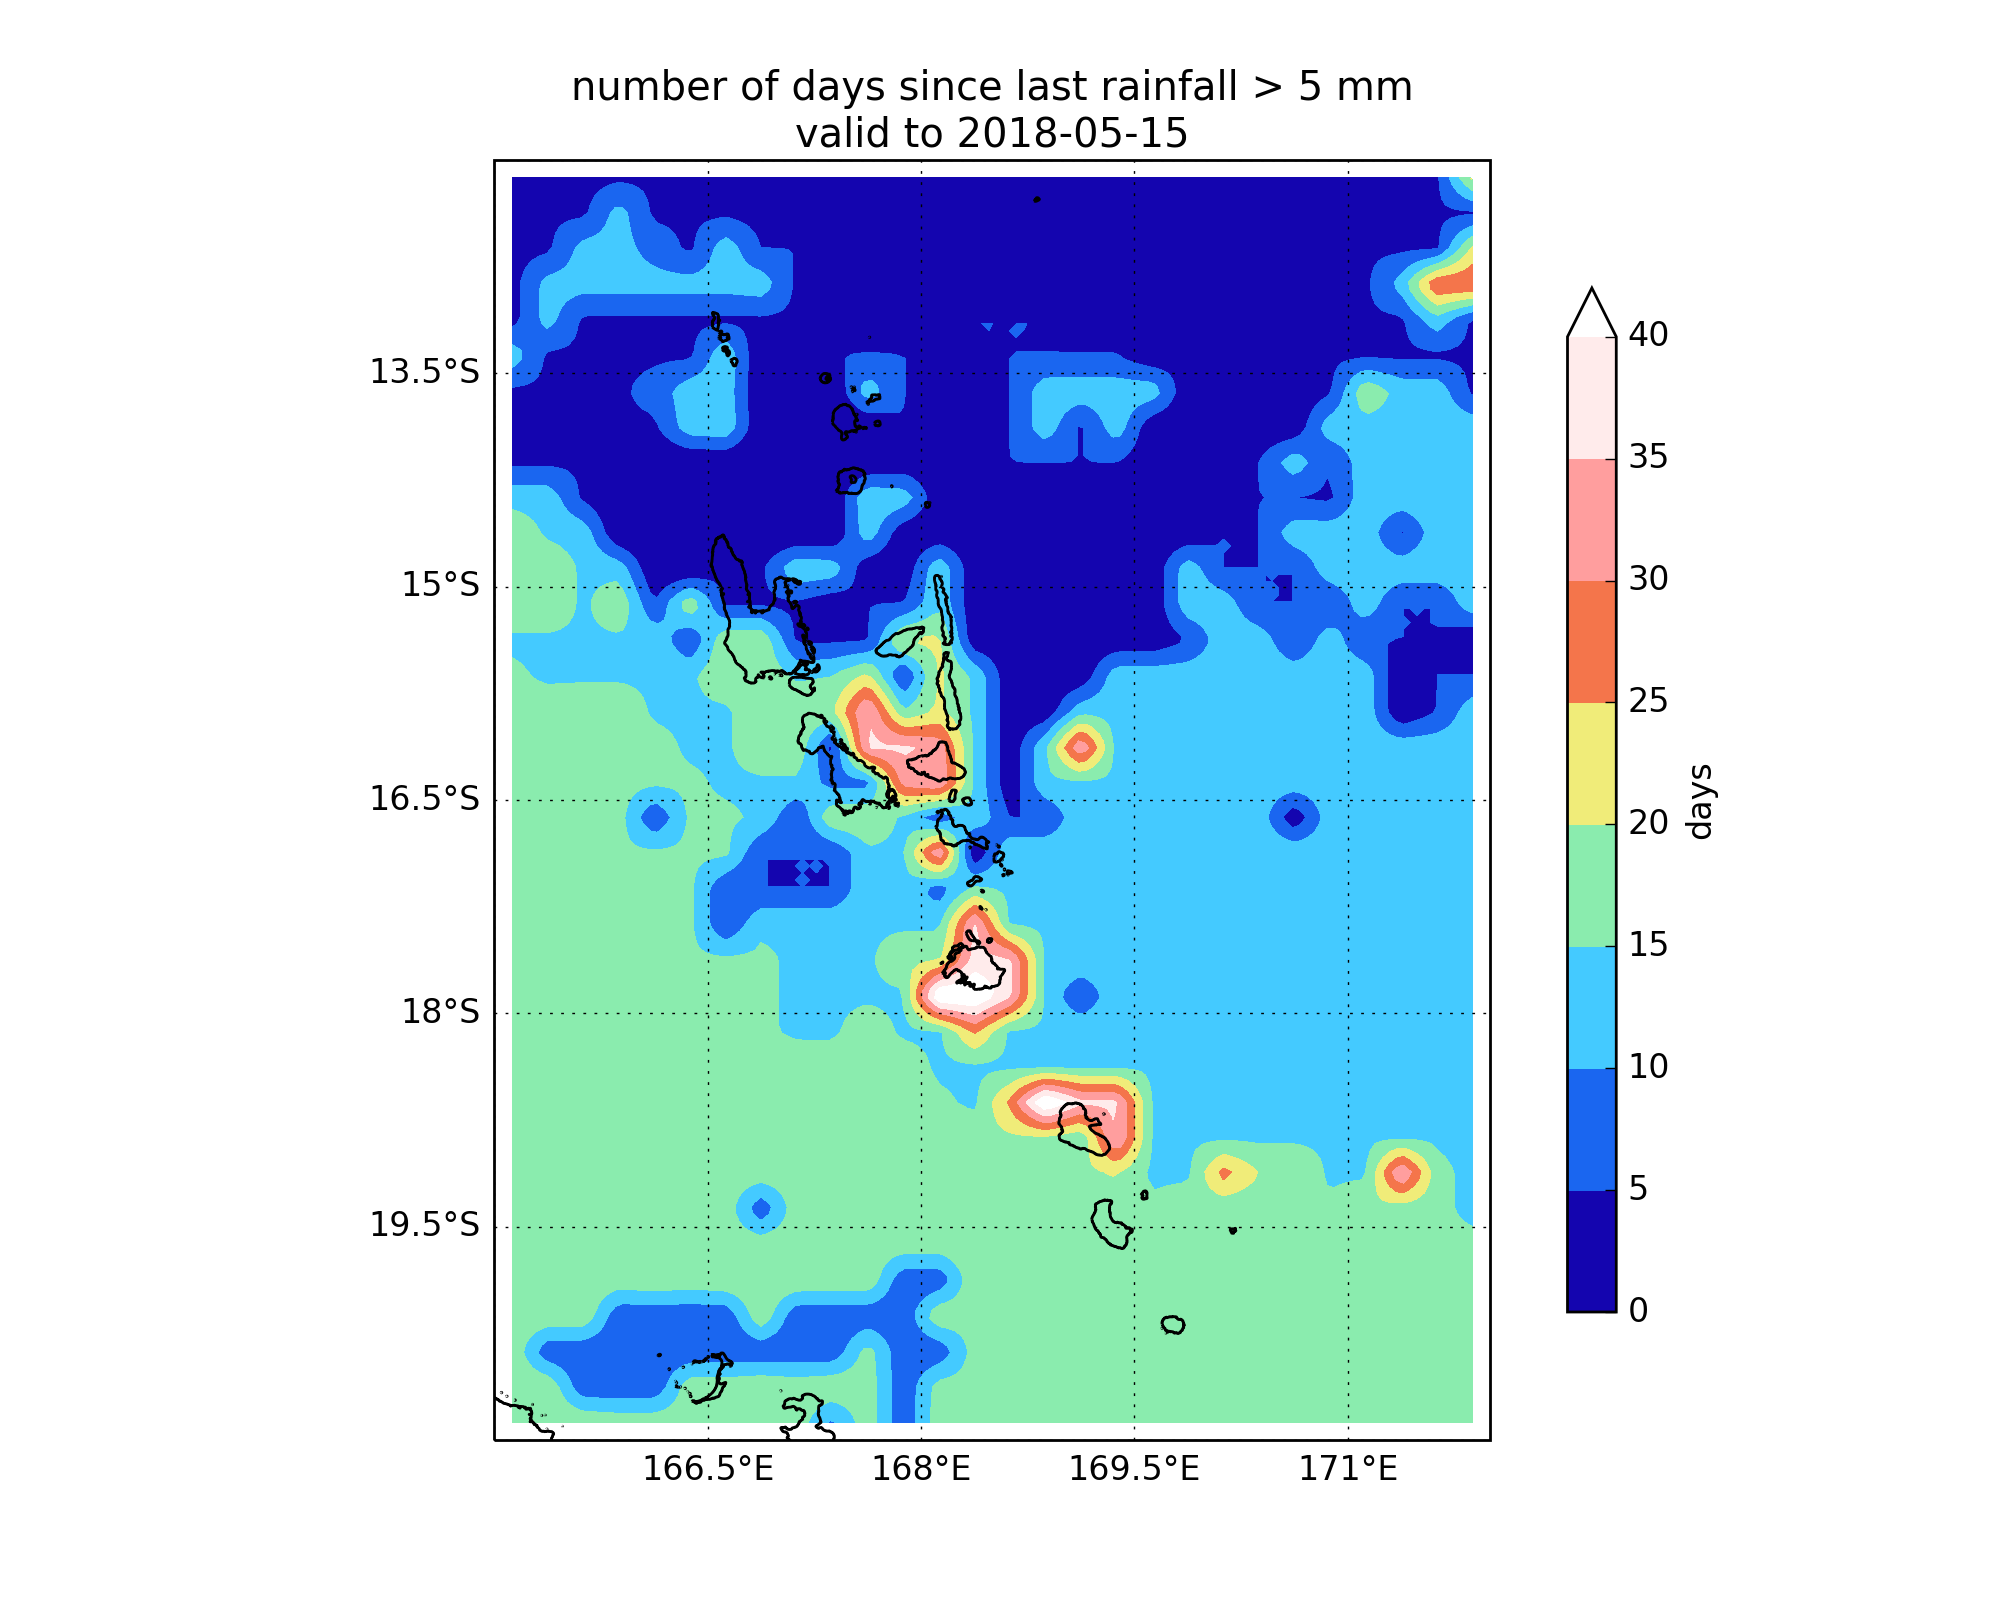 number of days since last rainfall > 5 mm
valid to 2018-05-15
13.5°S
15°S
16.5°S
18°S
19.5°S
166.5°E
168°E
169.5°E
171°E
40
35
30
25
20
15
10
5
0
days